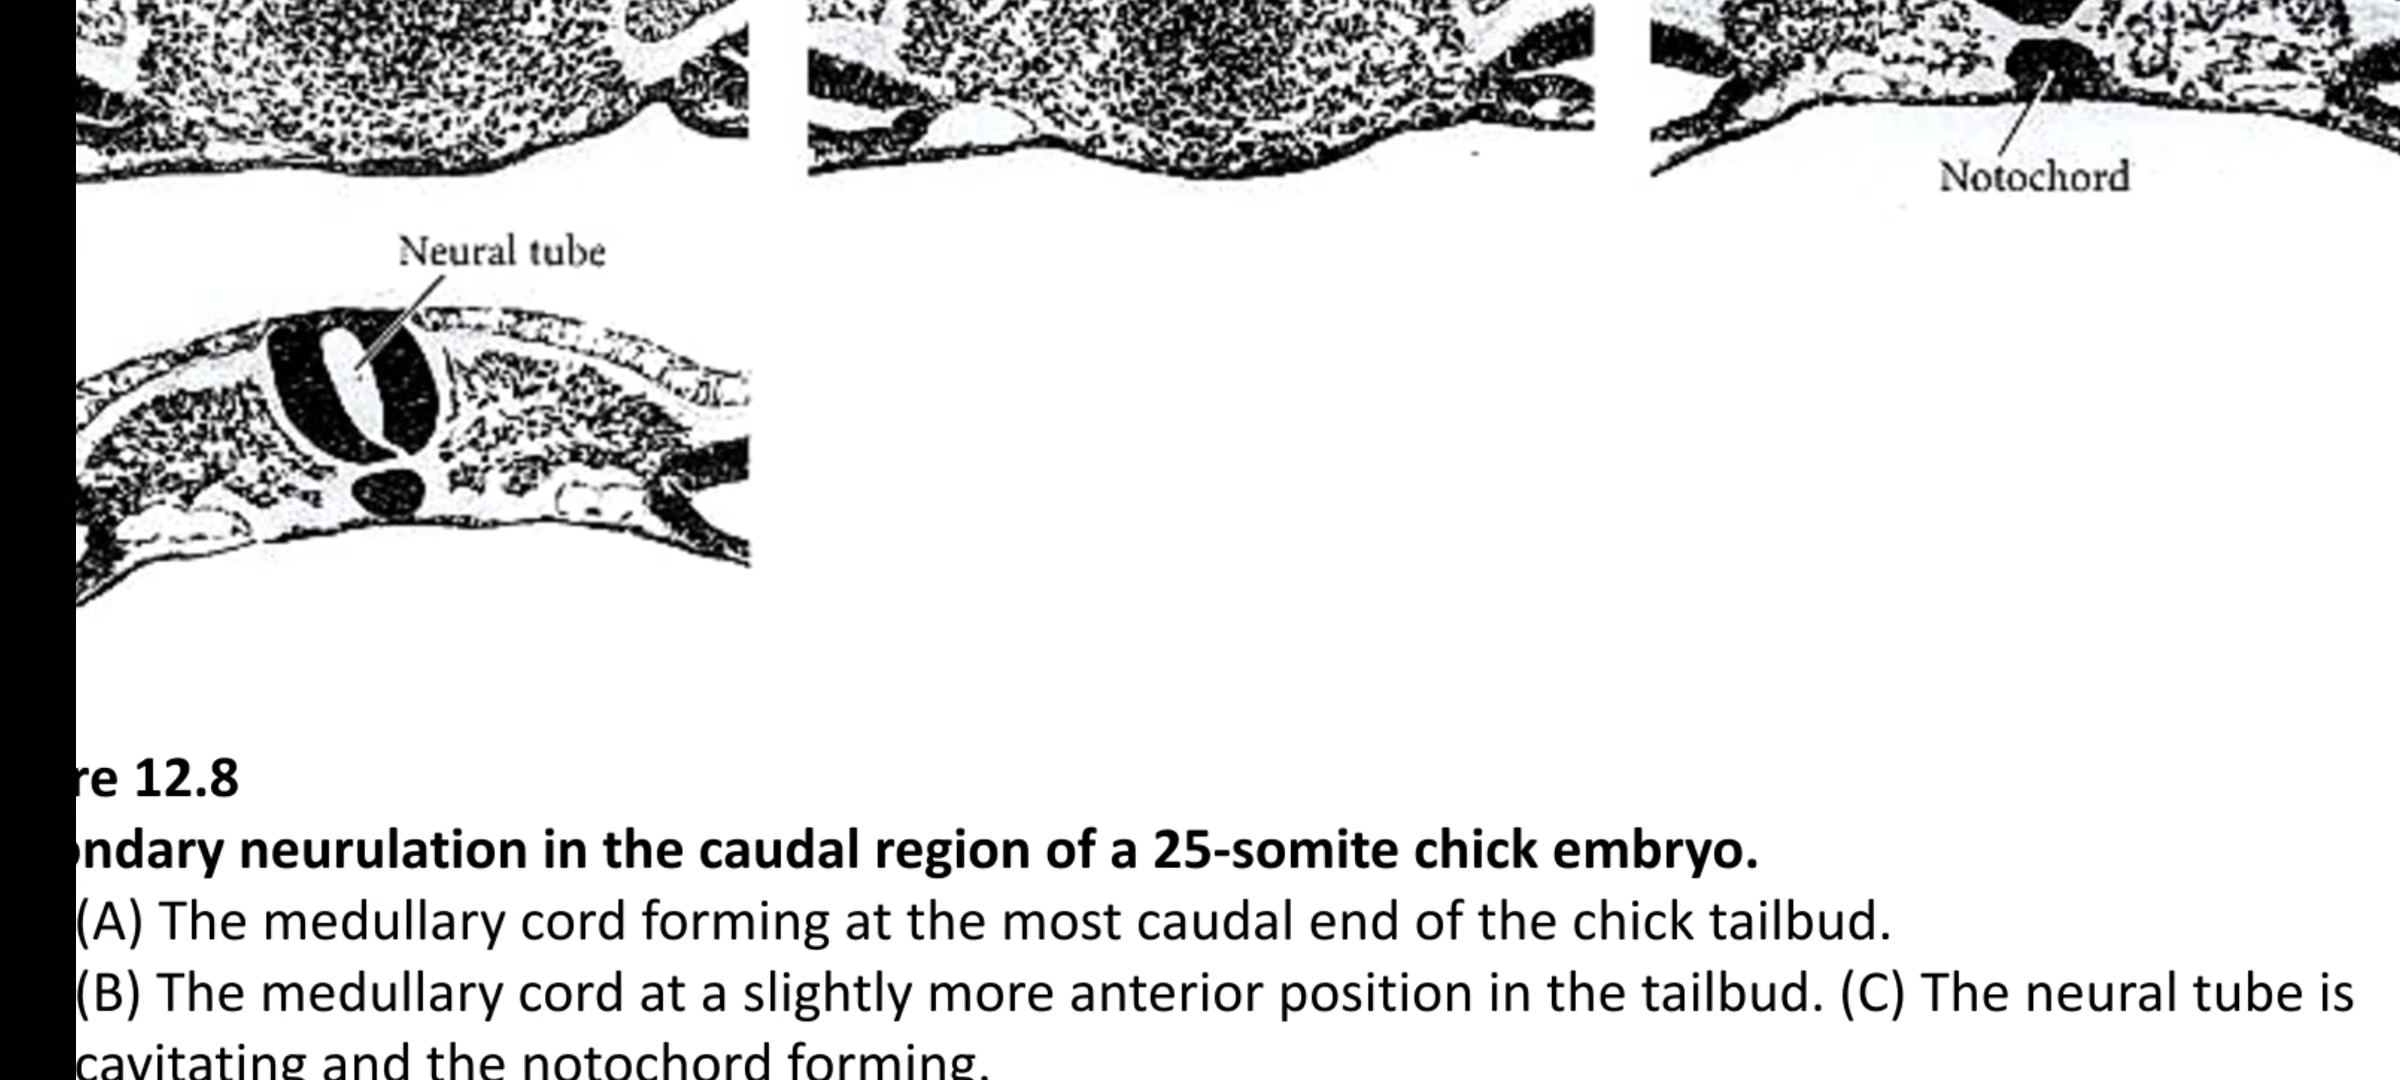 Notochord
Neural tube
re 12.8
ndary neurulation in the caudal region of a 25-somite chick embryo.
(A) The medullary cord forming at the most caudal end of the chick tailbud.
(B) The medullary cord at a slightly more anterior position in the tailbud. (C) The neural tube is
cavitating and the notochord forming.